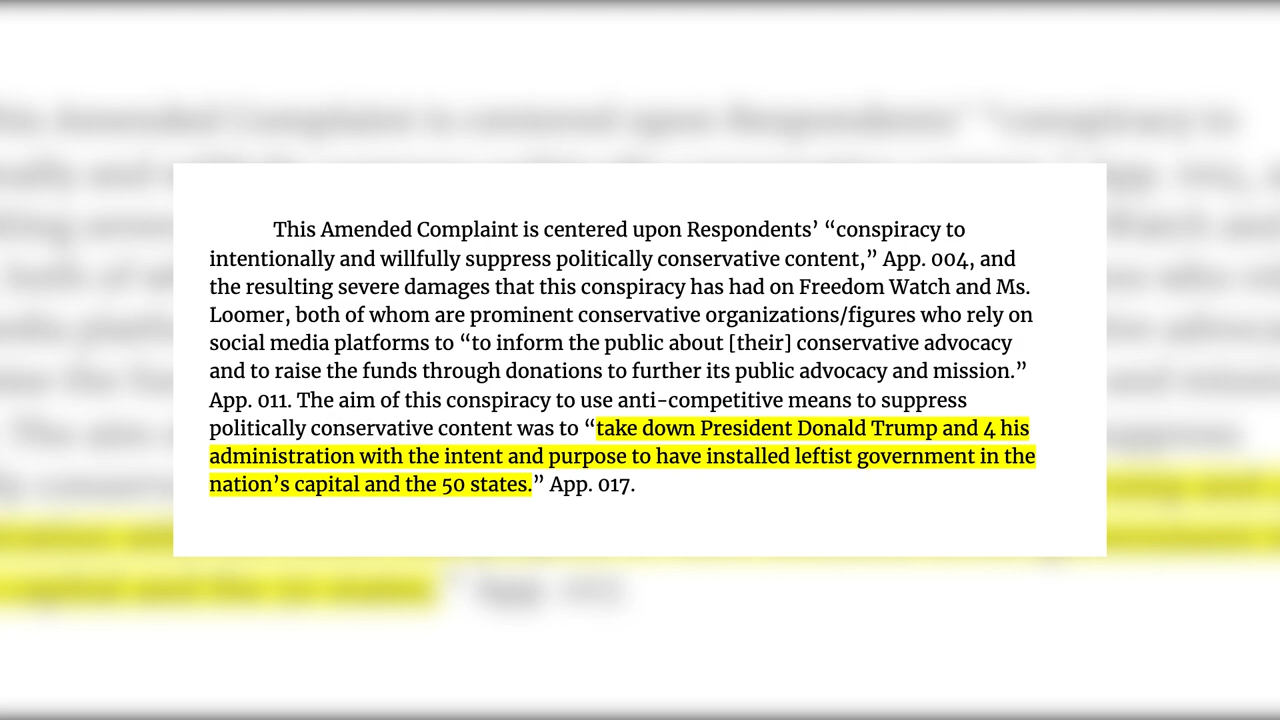 This Amended Complaint is centered upon Respondents’ “conspiracy to
intentionally and willfully suppress politically conservative content,” App. 004, and
the resulting severe damages that this conspiracy has had on Freedom Watch and Ms.
Loomer, both of whom are prominent conservative organizations/figures who rely on
social media platforms to “to inform the public about [their] conservative advocacy
and to raise the funds through donations to further its public advocacy and mission.”
App. 011. The aim of this conspiracy to use anti-competitive means to suppress
politically conservative content was to “take down President Donald Trump and 4 his
administration with the intent and purpose to have installed leftist government in the
nation’s capital and the 50 states.” App. 017.